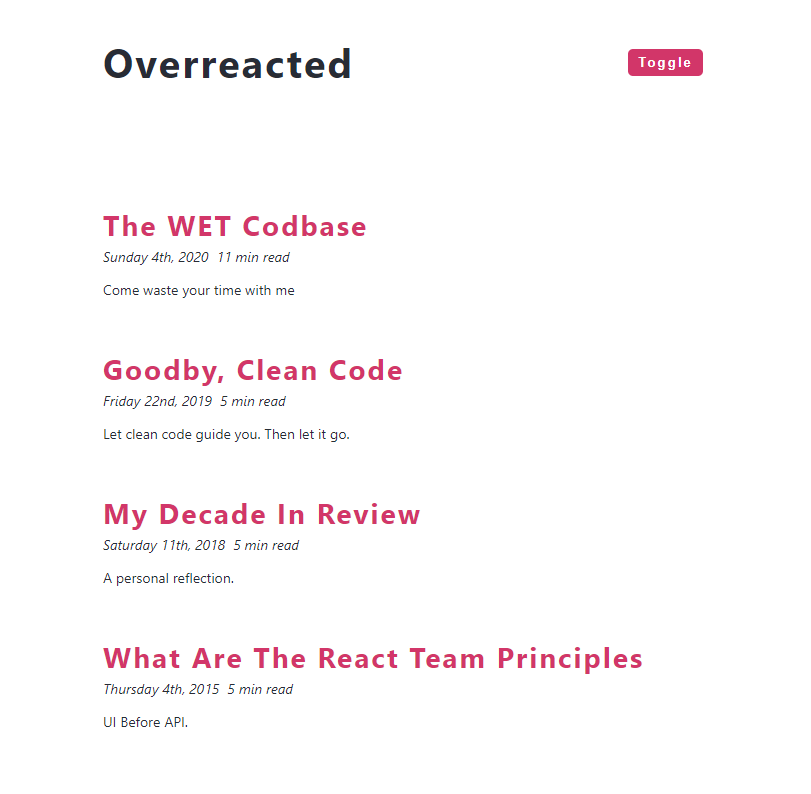 Overreacted
Toggle
The WET Codbase
Sunday 4th, 2020 11 min read
Come waste your time with me
Goodby, Clean Code
Friday 22nd, 2019 5 min read
Let clean code guide you. Then let it go.
My Decade In Review
Saturday 11th, 2018 5 min read
A personal reflection.
What Are The React Team Principles
Thursday 4th, 2015 5 min read
UI Before API.